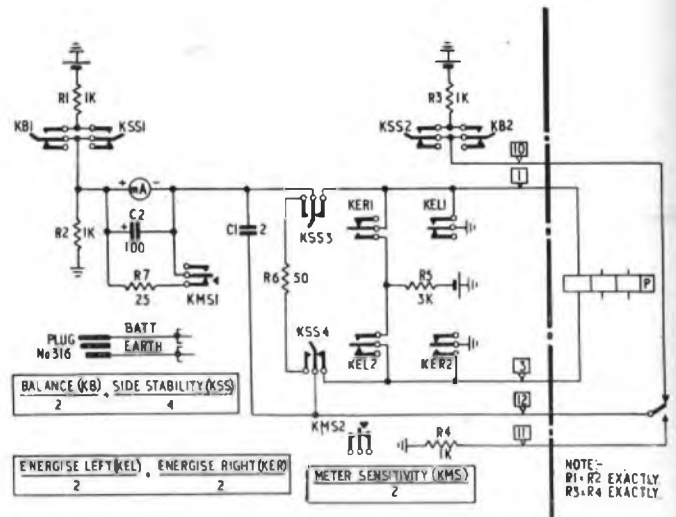 R1 1K
R3 1K
KB1 KSS1
KSS2 KB2
10
1
+ mA -
C2
100
R2 1K
C1 2
KSS3
KER1 KEL1
R7
25
KMS1
R6 50
R5
3K
P
PLUG
No 316
BATT
EARTH
KSS4
KEL2 KER2
3
12
BALANCE (KB) , SIDE STABILITY (KSS)
2 4
KMS2
R4
1K
11
ENERGISE LEFT (KEL) , ENERGISE RIGHT (KER)
2 2
METER SENSITIVITY (KMS)
2
NOTE:-
R1=R2 EXACTLY
R3=R4 EXACTLY